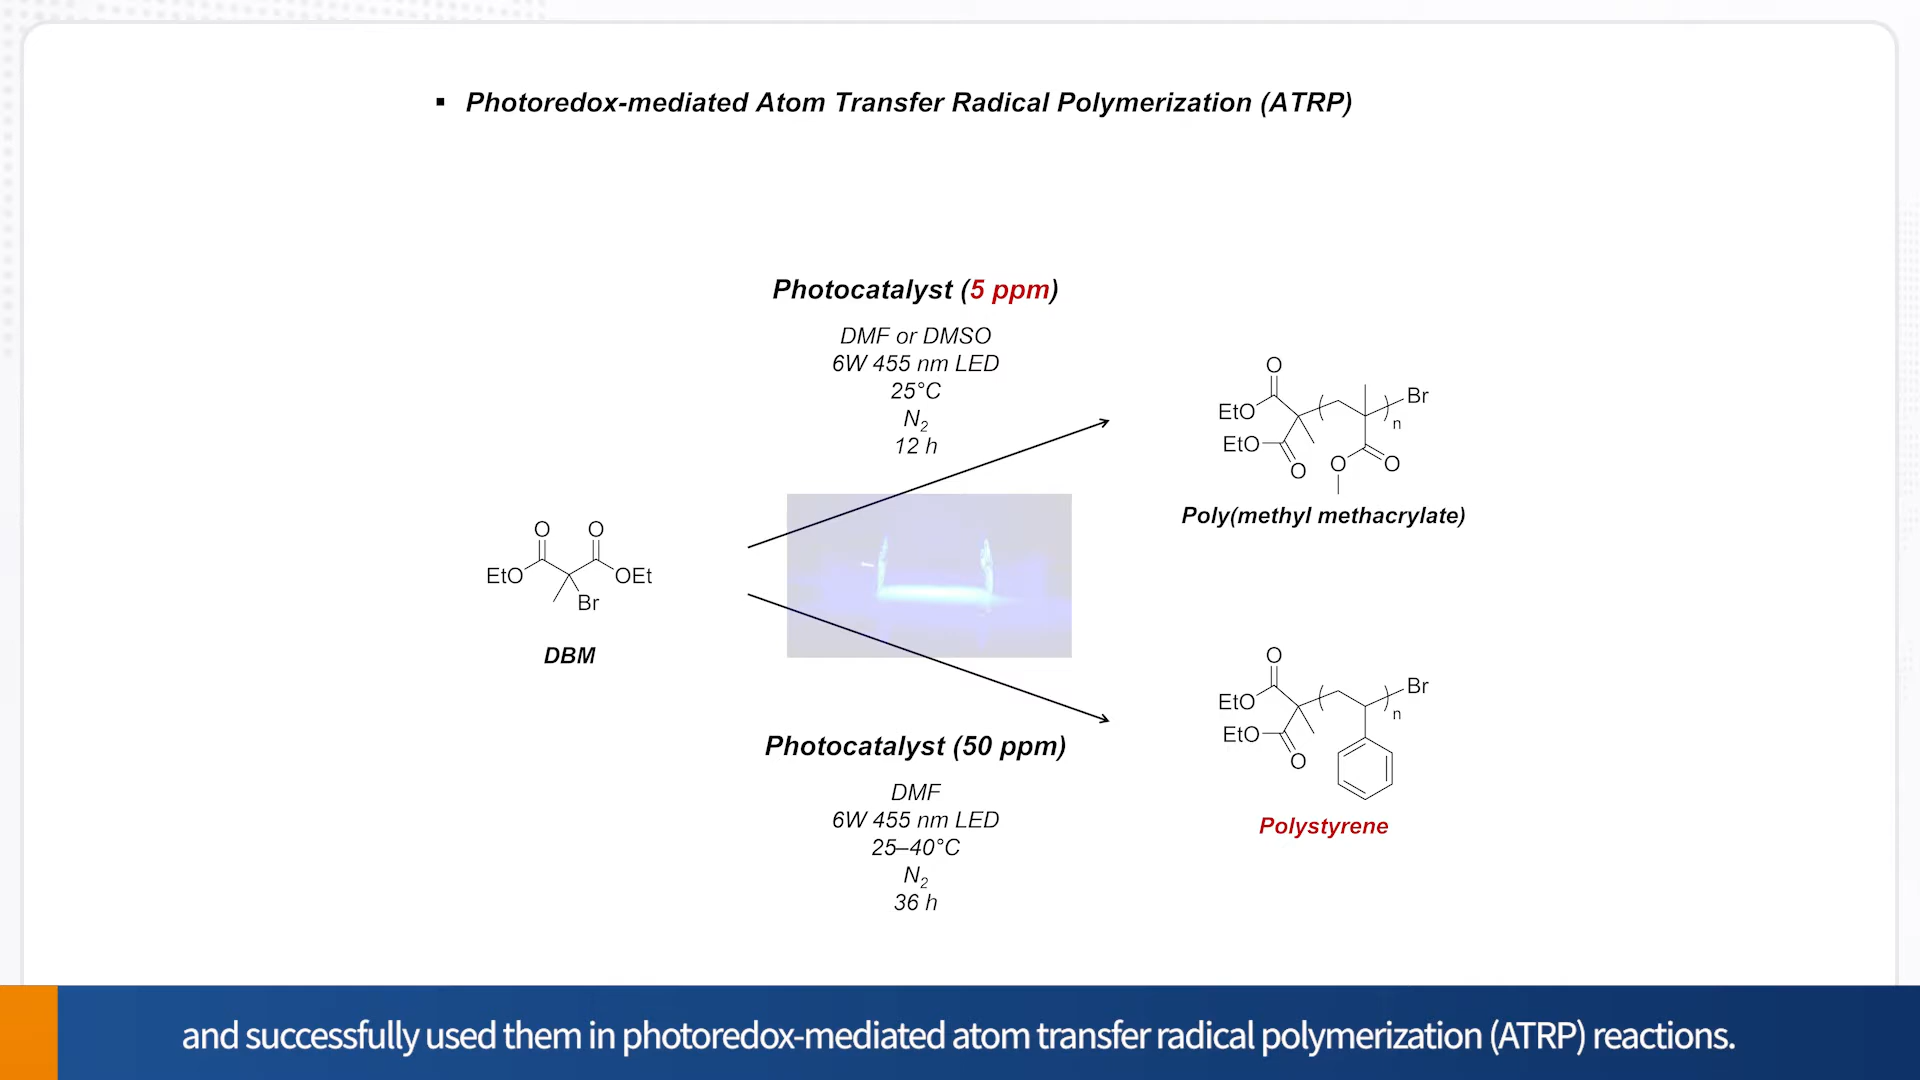 ▪ Photoredox-mediated Atom Transfer Radical Polymerization (ATRP)
Photocatalyst (5 ppm)
DMF or DMSO
6W 455 nm LED
25°C
N₂
12 h
O
EtO
EtO
O
O
O
Br
n
Poly(methyl methacrylate)
O
O
EtO
OEt
Br
DBM
O
EtO
EtO
O
Br
n
Polystyrene
Photocatalyst (50 ppm)
DMF
6W 455 nm LED
25–40°C
N₂
36 h
and successfully used them in photoredox-mediated atom transfer radical polymerization (ATRP) reactions.